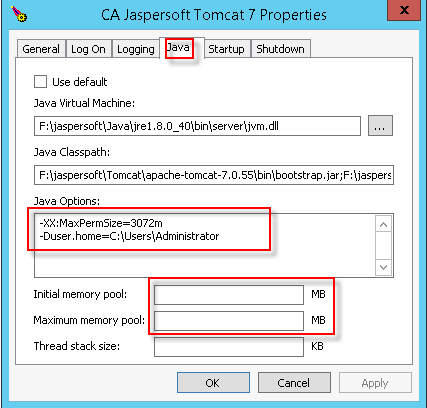 CA Jaspersoft Tomcat 7 Properties
General Log On Logging Java Startup Shutdown
Use default
Java Virtual Machine:
F:\jaspersoft\Java\jre1.8.0_40\bin\server\jvm.dll
...
Java Classpath:
F:\jaspersoft\Tomcat\apache-tomcat-7.0.55\bin\bootstrap.jar;F:\jaspers
Java Options:
-XX:MaxPermSize=3072m
-Duser.home=C:\Users\Administrator
Initial memory pool: MB
Maximum memory pool: MB
Thread stack size: KB
OK Cancel Apply